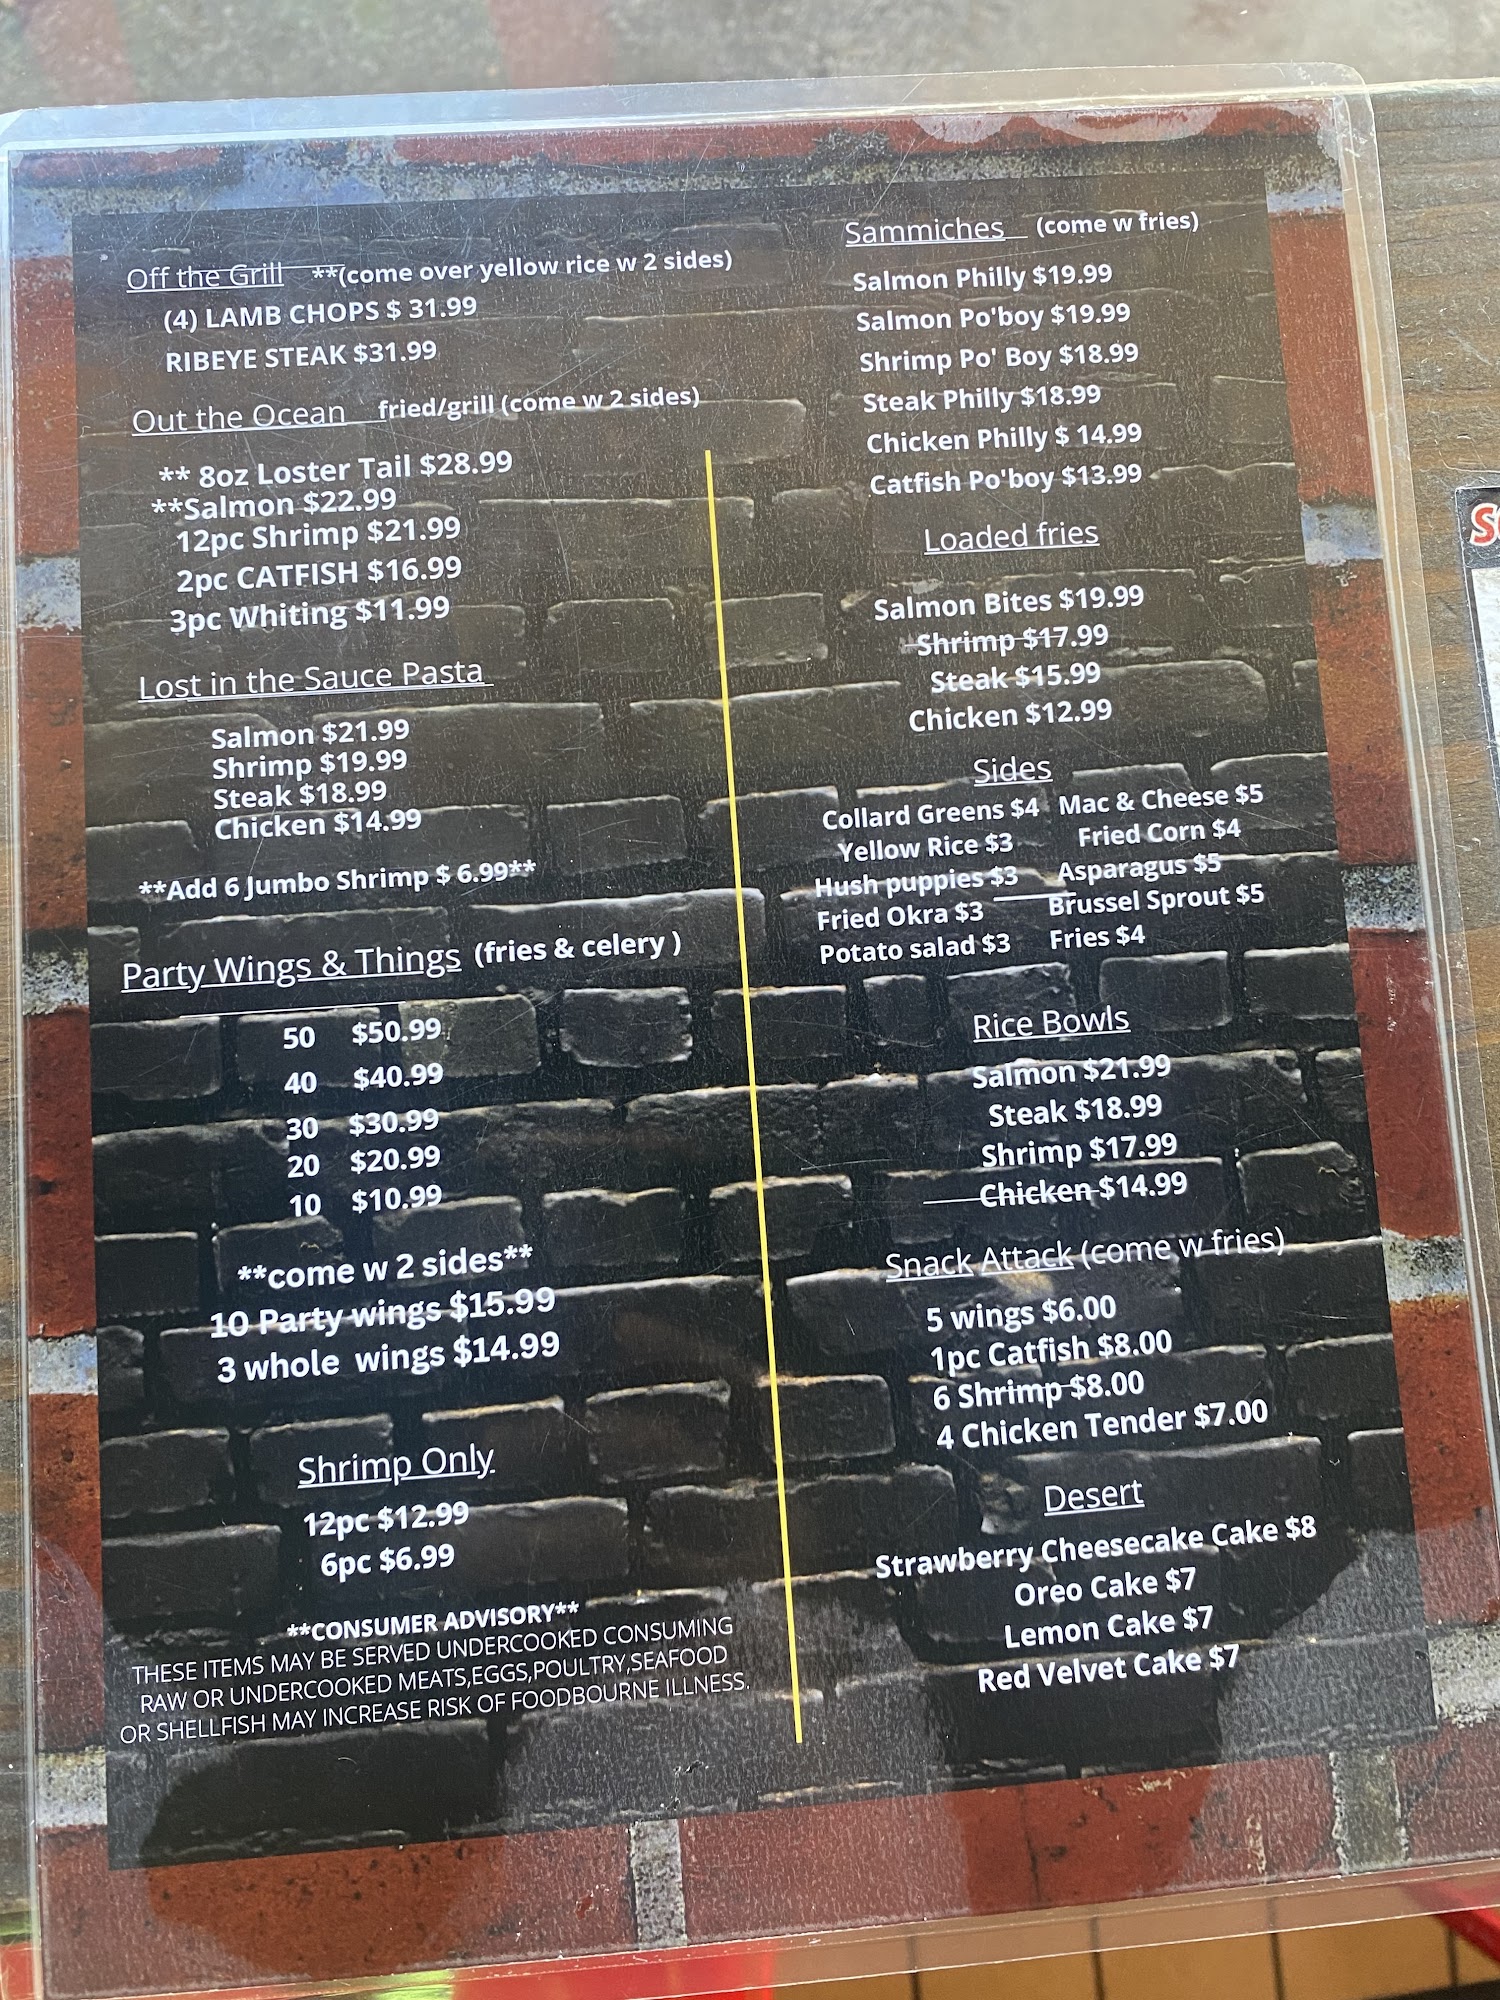 Off the Grill **(come over yellow rice w 2 sides)
(4) LAMB CHOPS $ 31.99
RIBEYE STEAK $31.99
Out the Ocean fried/grill (come w 2 sides)
** 8oz Loster Tail $28.99
**Salmon $22.99
12pc Shrimp $21.99
2pc CATFISH $16.99
3pc Whiting $11.99
Lost in the Sauce Pasta
Salmon $21.99
Shrimp $19.99
Steak $18.99
Chicken $14.99
**Add 6 Jumbo Shrimp $ 6.99**
Party Wings & Things (fries & celery )
50 $50.99
40 $40.99
30 $30.99
20 $20.99
10 $10.99
**come w 2 sides**
10 Party wings $15.99
3 whole wings $14.99
Shrimp Only
12pc $12.99
6pc $6.99
**CONSUMER ADVISORY**
THESE ITEMS MAY BE SERVED UNDERCOOKED CONSUMING
RAW OR UNDERCOOKED MEATS,EGGS,POULTRY,SEAFOOD
OR SHELLFISH MAY INCREASE RISK OF FOODBOURNE ILLNESS.
Sammiches (come w fries)
Salmon Philly $19.99
Salmon Po'boy $19.99
Shrimp Po' Boy $18.99
Steak Philly $18.99
Chicken Philly $ 14.99
Catfish Po'boy $13.99
Loaded fries
Salmon Bites $19.99
Shrimp $17.99
Steak $15.99
Chicken $12.99
Sides
Collard Greens $4 Mac & Cheese $5
Yellow Rice $3 Fried Corn $4
Hush puppies $3 Asparagus $5
Fried Okra $3 Brussel Sprout $5
Potato salad $3 Fries $4
Rice Bowls
Salmon $21.99
Steak $18.99
Shrimp $17.99
Chicken $14.99
Snack Attack (come w fries)
5 wings $6.00
1pc Catfish $8.00
6 Shrimp $8.00
4 Chicken Tender $7.00
Desert
Strawberry Cheesecake Cake $8
Oreo Cake $7
Lemon Cake $7
Red Velvet Cake $7